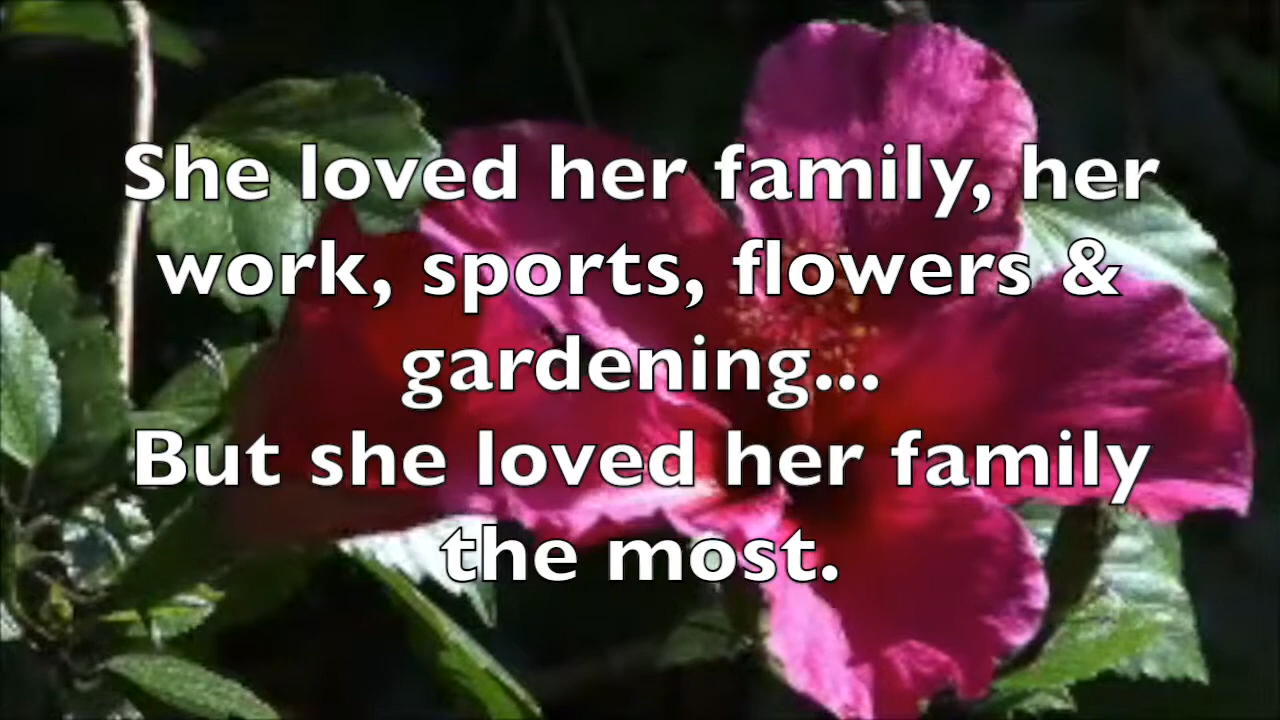 She loved her family, her
work, sports, flowers &
gardening...
But she loved her family
the most.